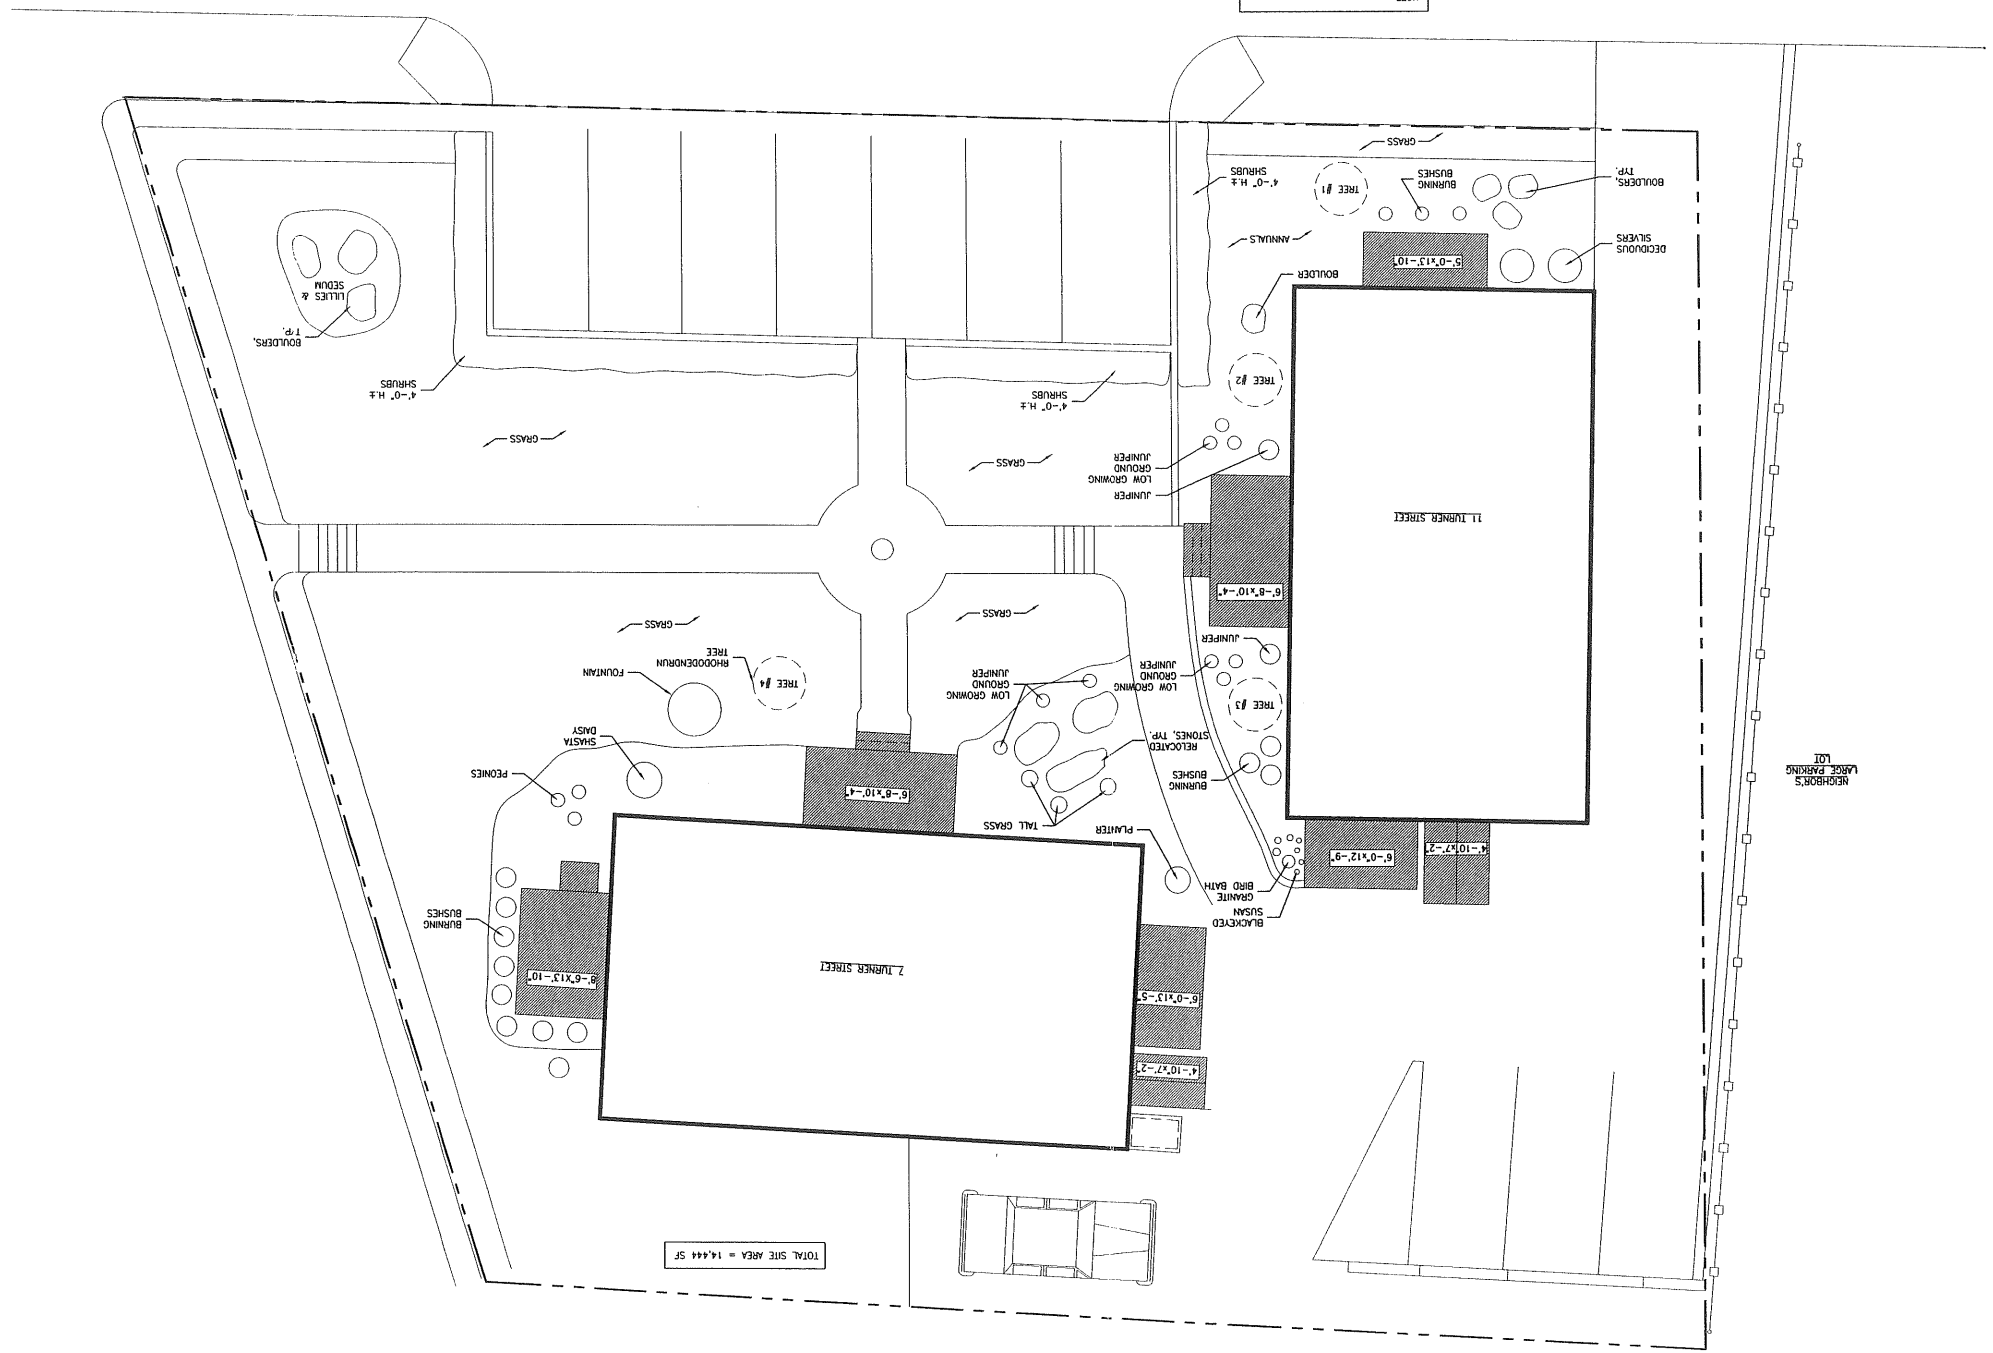 TOTAL SITE AREA = 14,444 SF
4'-10"x7'-2"
6'-0"x13'-5"
8'-6"X13'-10"
7 TURNER STREET
BURNING
BUSHES
BLACKEYED
SUSAN
GRANITE
BIRD BATH
4'-10"x7'-2"
6'-0"x12'-9"
PLANTER
TALL GRASS
6'-8"x10'-4"
NEIGHBOR'S
LARGE PARKING
LOT
BURNING
BUSHES
PEONIES
RELOCATED
STONES, TYP.
SHASTA
DAISY
TREE #3
LOW GROWING
GROUND
JUNIPER
LOW GROWING
GROUND
JUNIPER
TREE #4
RHODODENDRUN
TREE
FOUNTAIN
JUNIPER
GRASS
GRASS
6'-8"x10'-4"
11 TURNER STREET
JUNIPER
LOW GROWING
GROUND
JUNIPER
GRASS
GRASS
4'-0" H.±
SHRUBS
4'-0" H.±
SHRUBS
TREE #2
BOULDERS,
TYP.
LILLIES &
SEDUM
BOULDER
5'-0"x13'-10"
DECIDUOUS
SILVERS
ANNUALS
BOULDERS,
TYP.
BURNING
BUSHES
TREE #1
4'-0" H.±
SHRUBS
GRASS